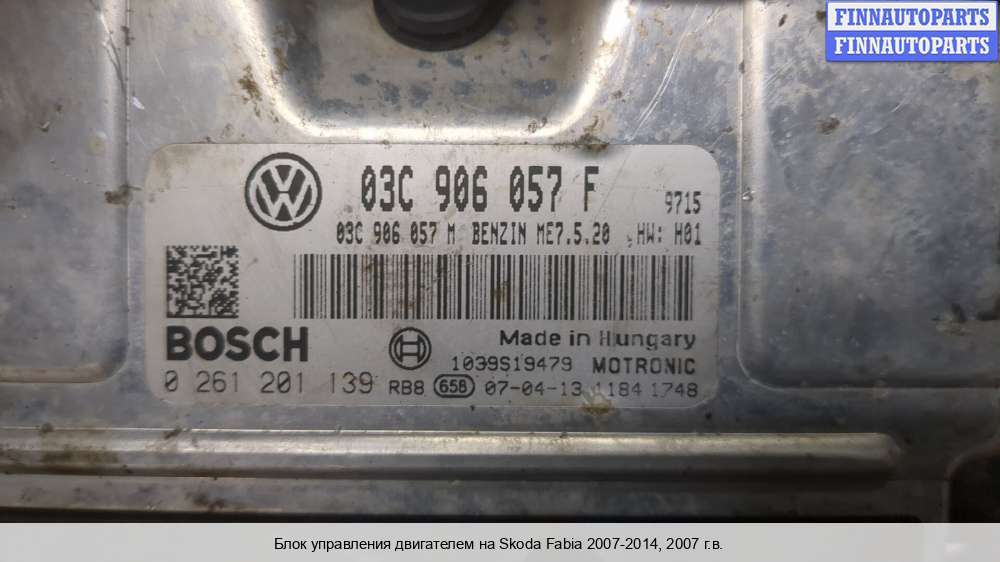 FINNAUTOPARTS
FINNAUTOPARTS
03C 906 057 F 9715
03C 906 057 M BENZIN ME7.5.20 HW: H01
BOSCH
Made in Hungary
1039S19479 MOTRONIC
0 261 201 139 RB8 658 07-04-13 1184 1748
Блок управления двигателем на Skoda Fabia 2007-2014, 2007 г.в.